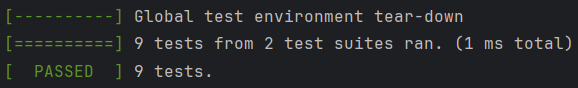 [----------] Global test environment tear-down
[==========] 9 tests from 2 test suites ran. (1 ms total)
[  PASSED  ] 9 tests.